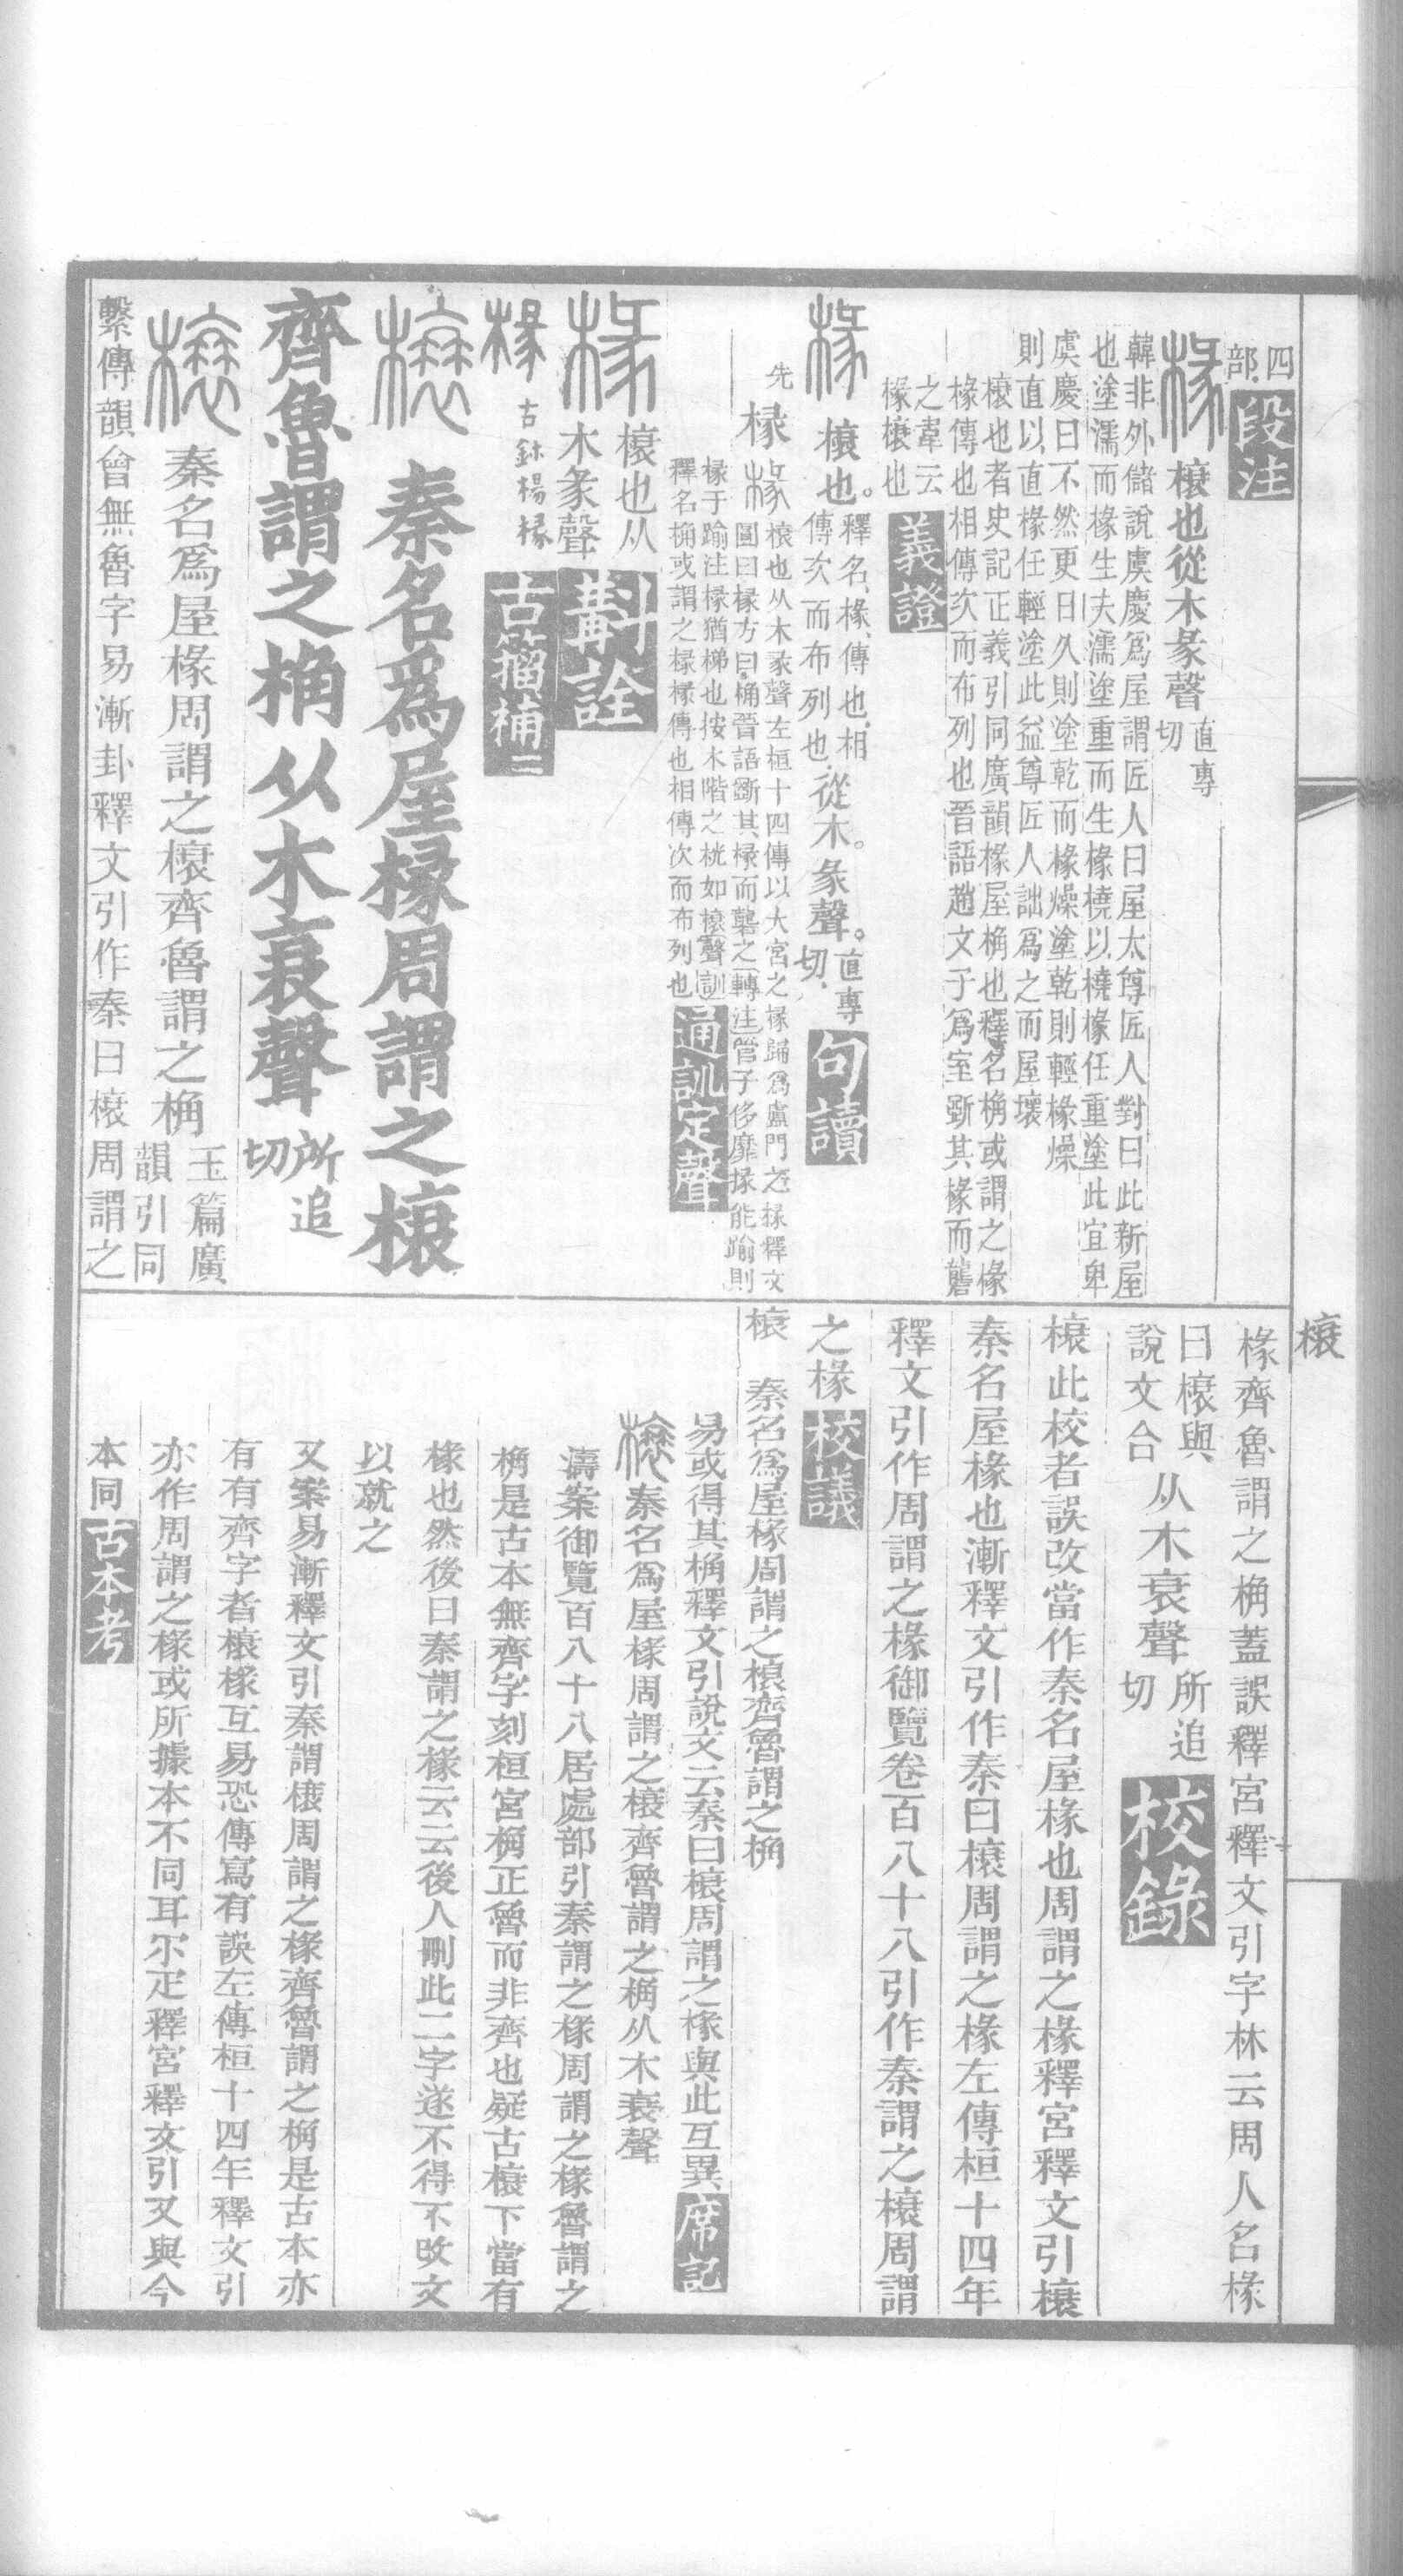 四部段注
椽榱也從木彖聲直專切
韓非外儲說虞慶爲屋謂匠人曰屋太尊匠人對曰此新屋
也塗濡而椽生夫濡塗重而生椽橈以橈椽任重塗此宜卑
虞慶曰不然更日久則塗乾而椽燥塗乾則輕椽燥
則直以直椽任輕塗此益尊匠人詘爲之而屋壞
榱也者史記正義引同廣韻椽屋桷也釋名桷或謂之椽
椽傳也相傳次而布列也晉語趙文子爲室斲其椽而礱
之韋云
椽榱也義證
椽榱也。釋名、椽、傳也、相傳次而布列也、從木。彖聲。直專切、句讀
先
椽椽榱也从木彖聲左桓十四傳以大宮之椽歸爲盧門之椽釋文
圜曰椽方曰桷晉語斲其椽而礱之轉注管子侈靡椽能踰則
椽于踰注椽猶梯也按木階之桄如榱聲訓
釋名桷或謂之椽椽傳也相傳次而布列也通訓定聲
椽榱也从木彖聲斠詮
椽古鉨楊椽古籀補二
榱秦名爲屋椽周謂之榱
齊魯謂之桷从木衰聲所追切
榱秦名爲屋椽周謂之榱齊魯謂之桷玉篇廣韻引同
繫傳韻會無魯字易漸卦釋文引作秦曰榱周謂之
榱
椽齊魯謂之桷蓋誤釋宮釋文引字林云周人名椽
曰榱與說文合从木衰聲所追切校錄
榱此校者誤改當作秦名屋椽也周謂之椽釋宮釋文引榱
秦名屋椽也漸釋文引作秦曰榱周謂之椽左傳桓十四年
釋文引作周謂之椽御覽卷百八十八引作秦謂之榱周謂
之椽校議
榱秦名爲屋椽周謂之榱齊魯謂之桷
易或得其桷釋文引說文云秦曰榱周謂之椽與此互異席記
榱秦名爲屋椽周謂之榱齊魯謂之桷从木衰聲
濤案御覽百八十八居處部引秦謂之椽周謂之椽魯謂之
桷是古本無齊字刻桓宮桷正魯而非齊也疑古榱下當有
椽也然後曰秦謂之椽云云後人刪此二字遂不得不改文
以就之
又案易漸釋文引秦謂榱周謂之椽齊魯謂之桷是古本亦
有有齊字者榱椽互易恐傳寫有誤左傳桓十四年釋文引
亦作周謂之椽或所據本不同耳尒疋釋宮釋文引又與今
本同古本考